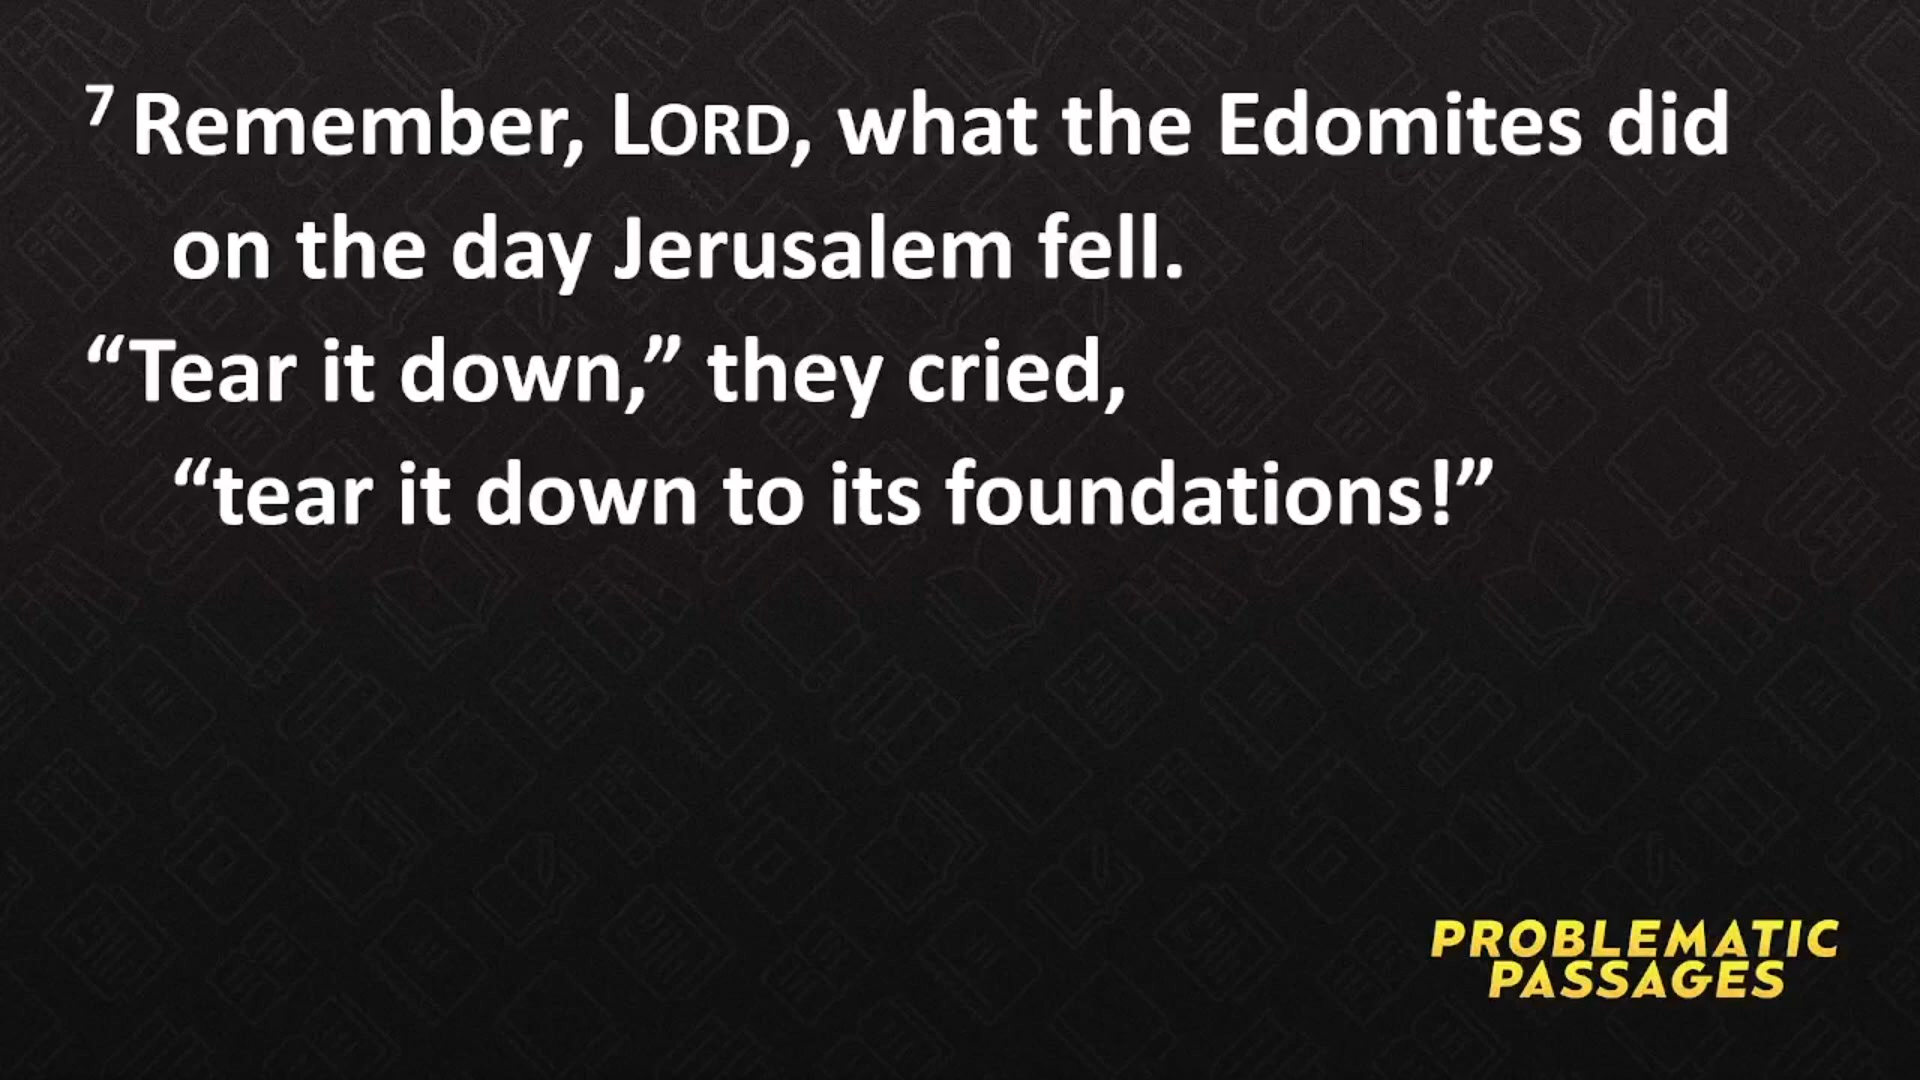 7 Remember, LORD, what the Edomites did
on the day Jerusalem fell.
“Tear it down,” they cried,
“tear it down to its foundations!”
PROBLEMATIC
PASSAGES